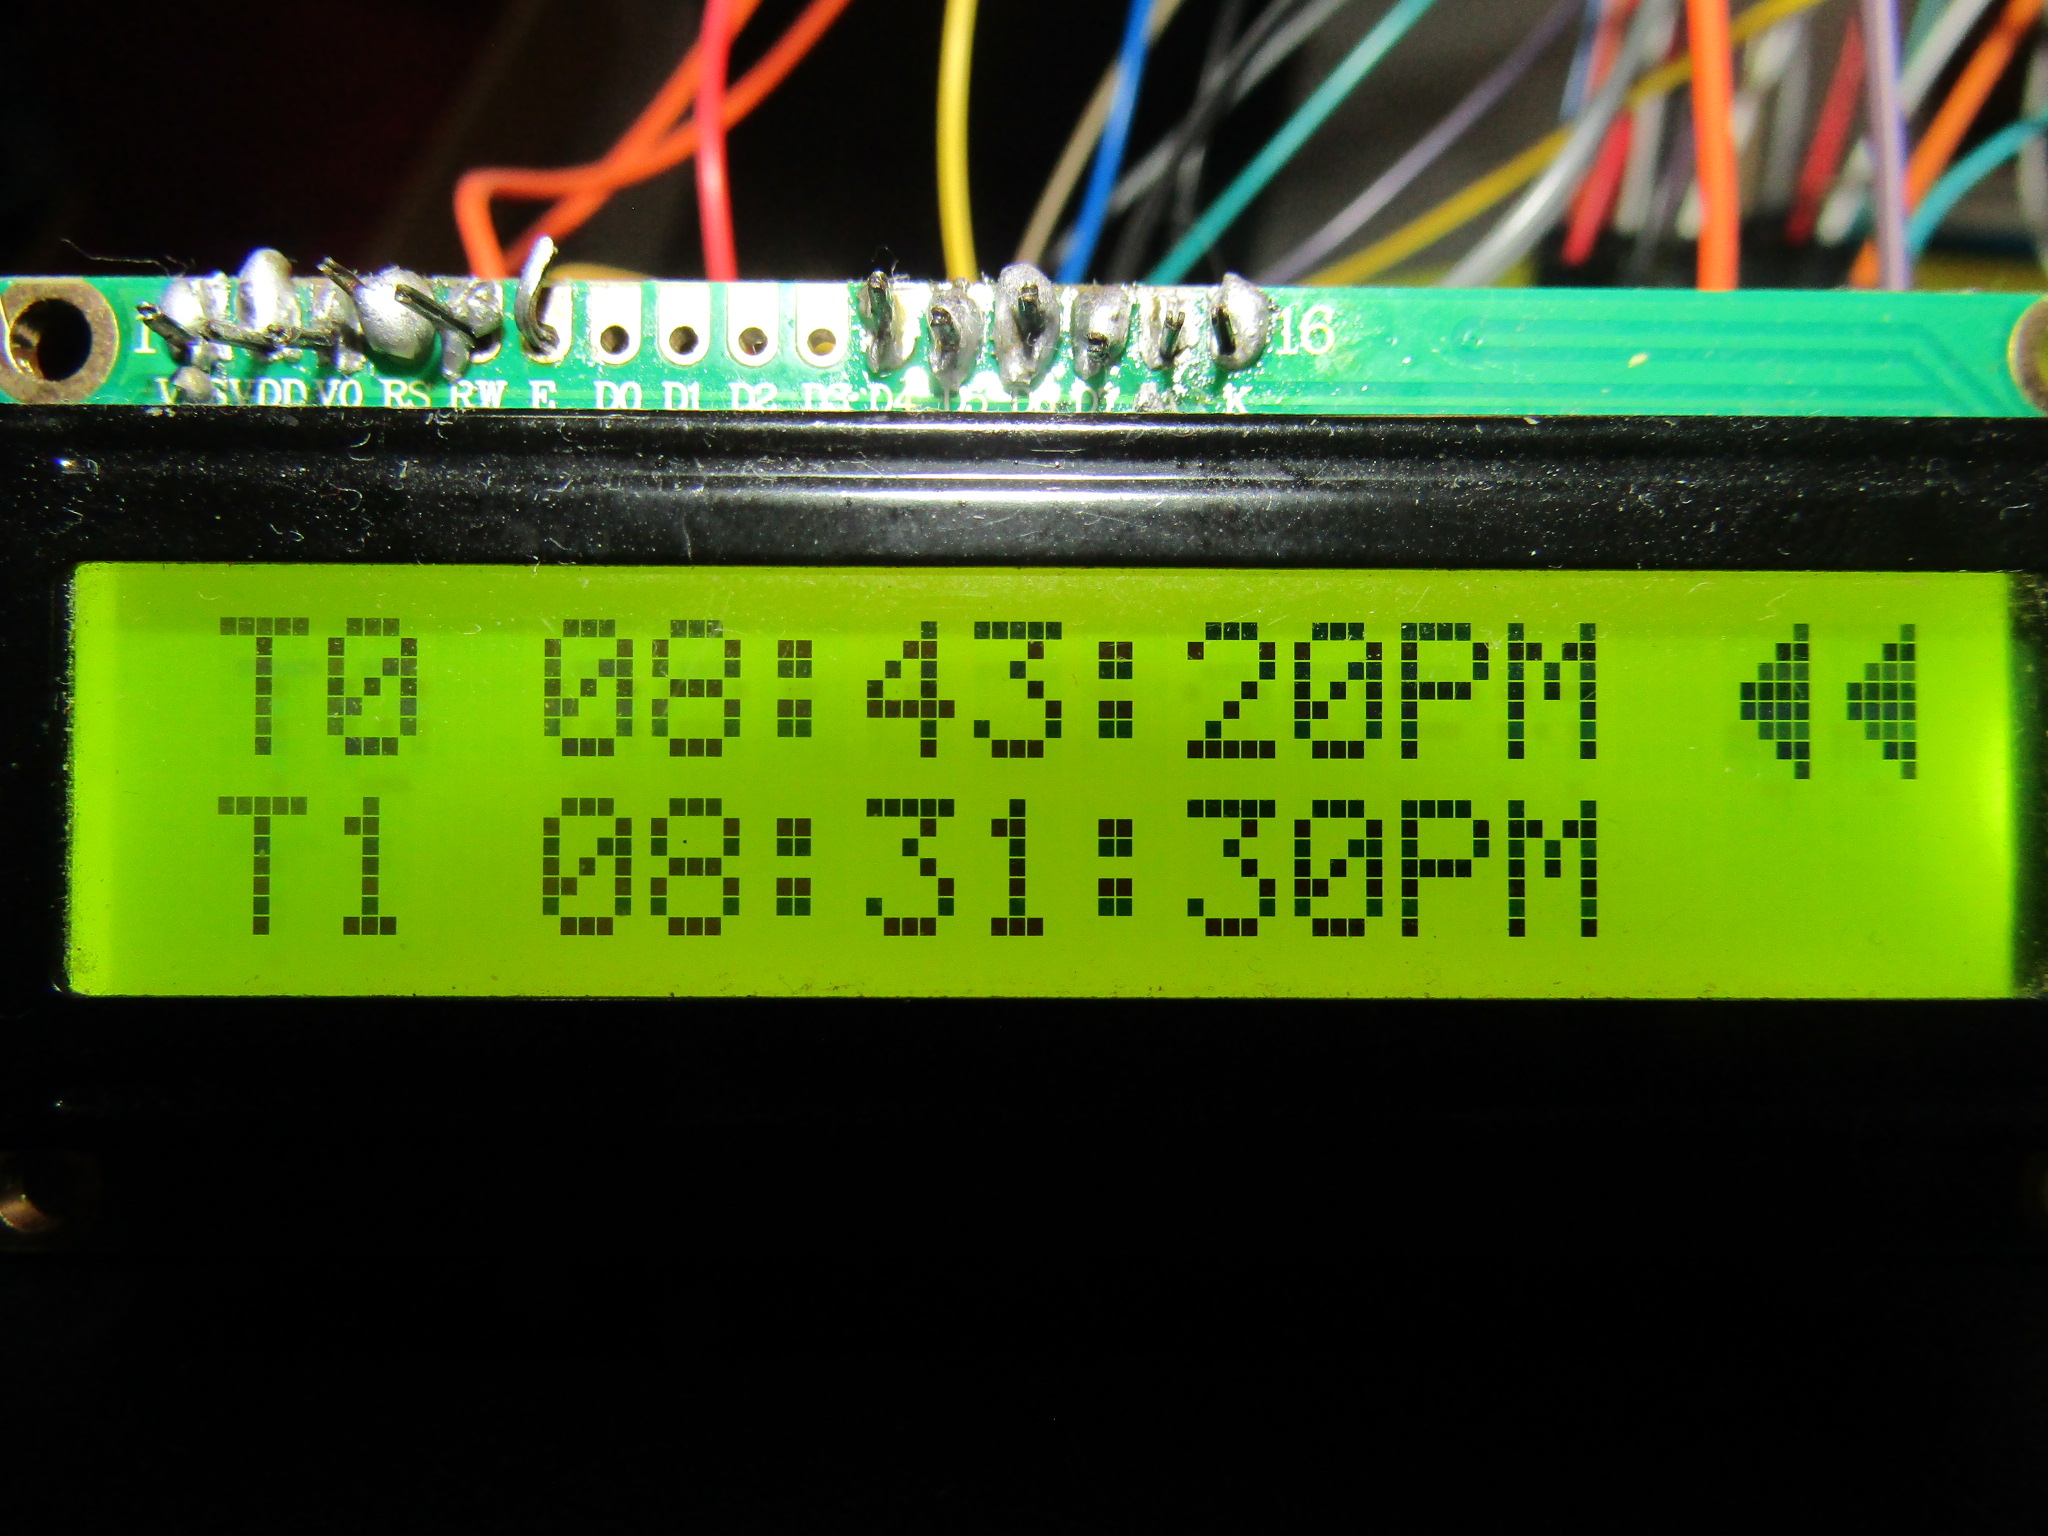 1 VDD V0 RS RW E D0 D1 D2 D3 D4 D5 D6 D7 A K 16
T0 08:43:20PM ◀◀
T1 08:31:30PM